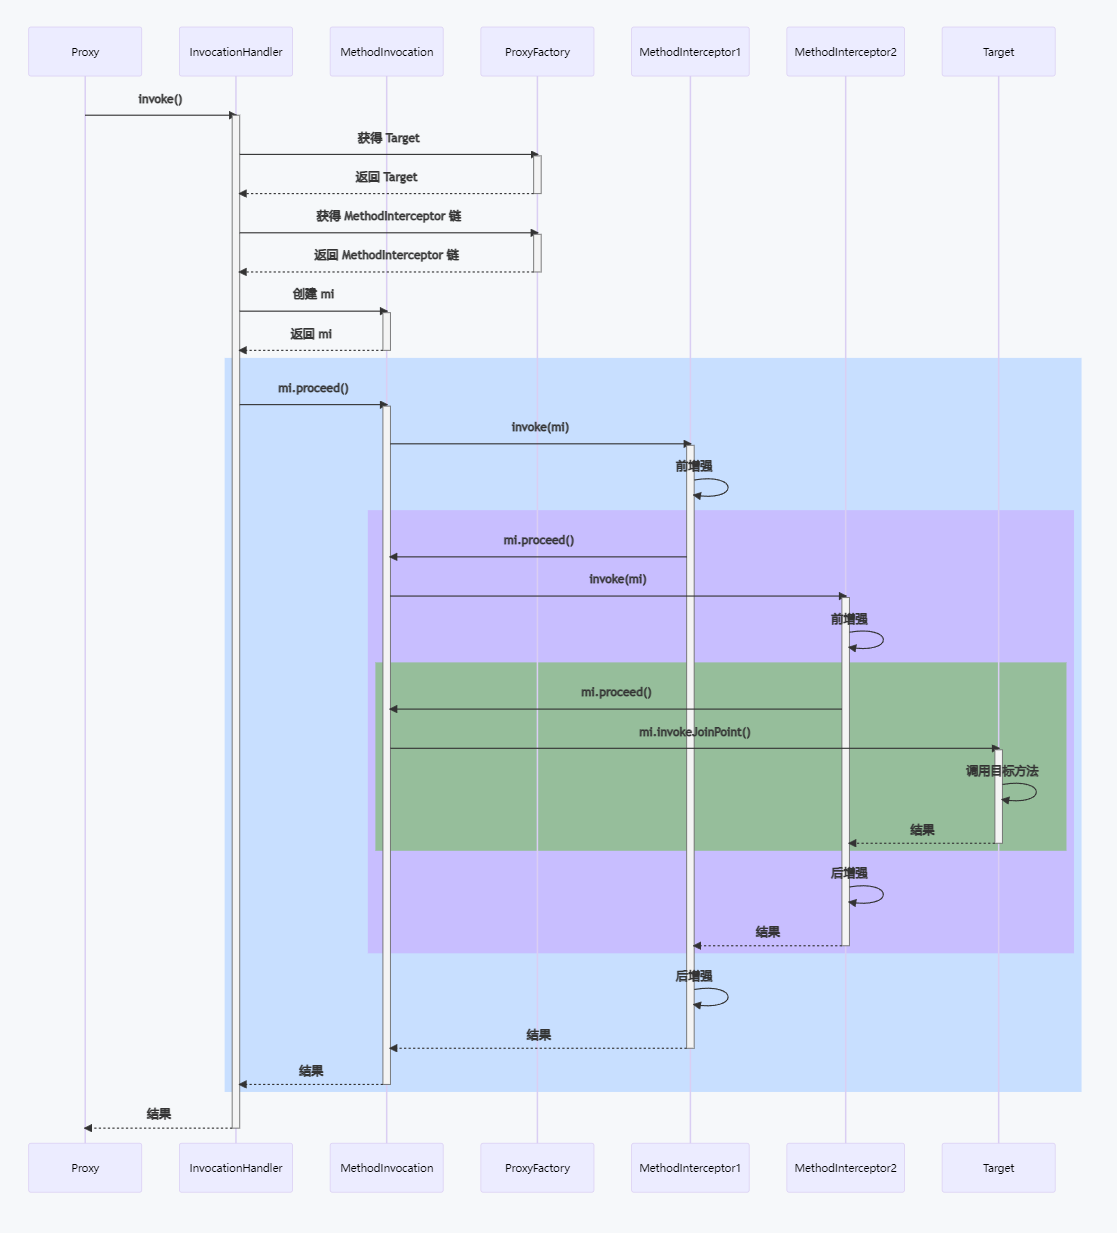 Proxy
InvocationHandler
MethodInvocation
ProxyFactory
MethodInterceptor1
MethodInterceptor2
Target
invoke()
获得 Target
返回 Target
获得 MethodInterceptor 链
返回 MethodInterceptor 链
创建 mi
返回 mi
mi.proceed()
invoke(mi)
前增强
mi.proceed()
invoke(mi)
前增强
mi.proceed()
mi.invokeJoinPoint()
调用目标方法
结果
后增强
结果
后增强
结果
结果
结果
Proxy
InvocationHandler
MethodInvocation
ProxyFactory
MethodInterceptor1
MethodInterceptor2
Target